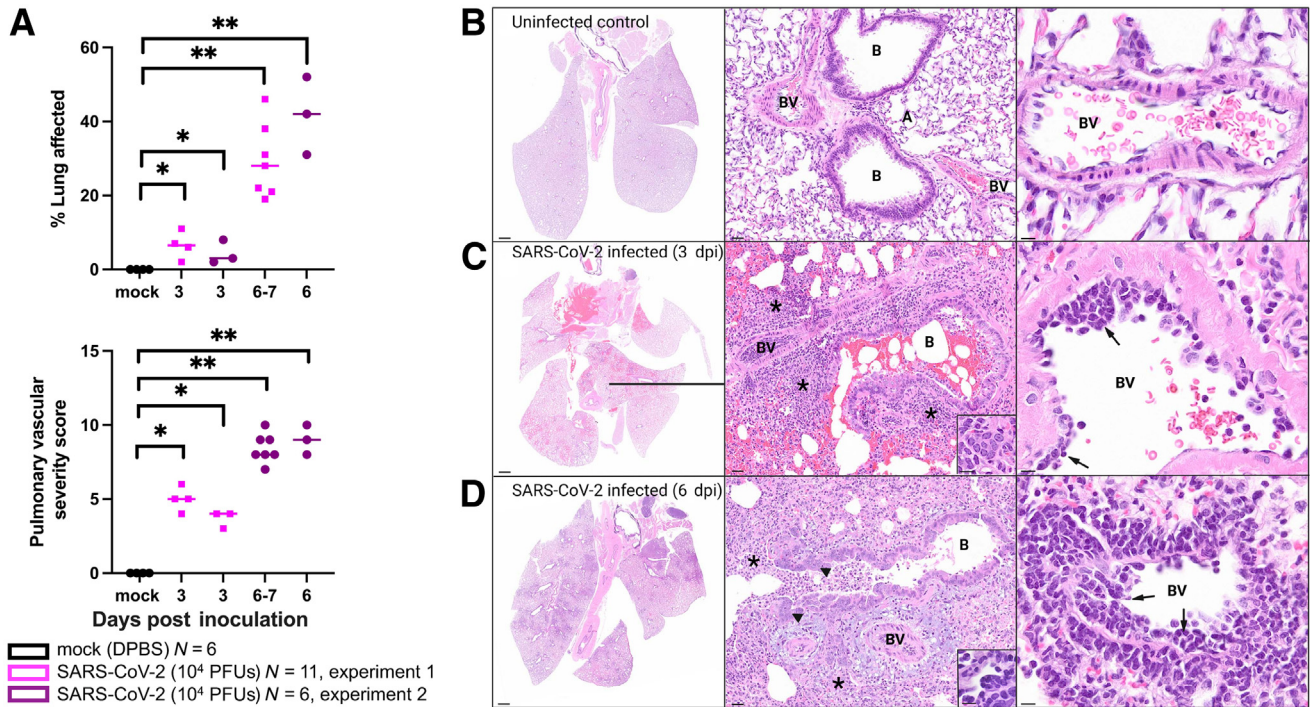 A
**
**
*
*
60
40
20
0
% Lung affected
mock 3 3 6-7 6
**
**
*
*
15
10
5
0
Pulmonary vascular
severity score
mock 3 3 6-7 6
Days post inoculation
mock (DPBS) N = 6
SARS-CoV-2 (10⁴ PFUs) N = 11, experiment 1
SARS-CoV-2 (10⁴ PFUs) N = 6, experiment 2
B
Uninfected control
B
BV
A
B
BV
BV
C
SARS-CoV-2 infected (3 dpi)
*
BV
B
*
*
BV
D
SARS-CoV-2 infected (6 dpi)
*
B
BV
*
BV